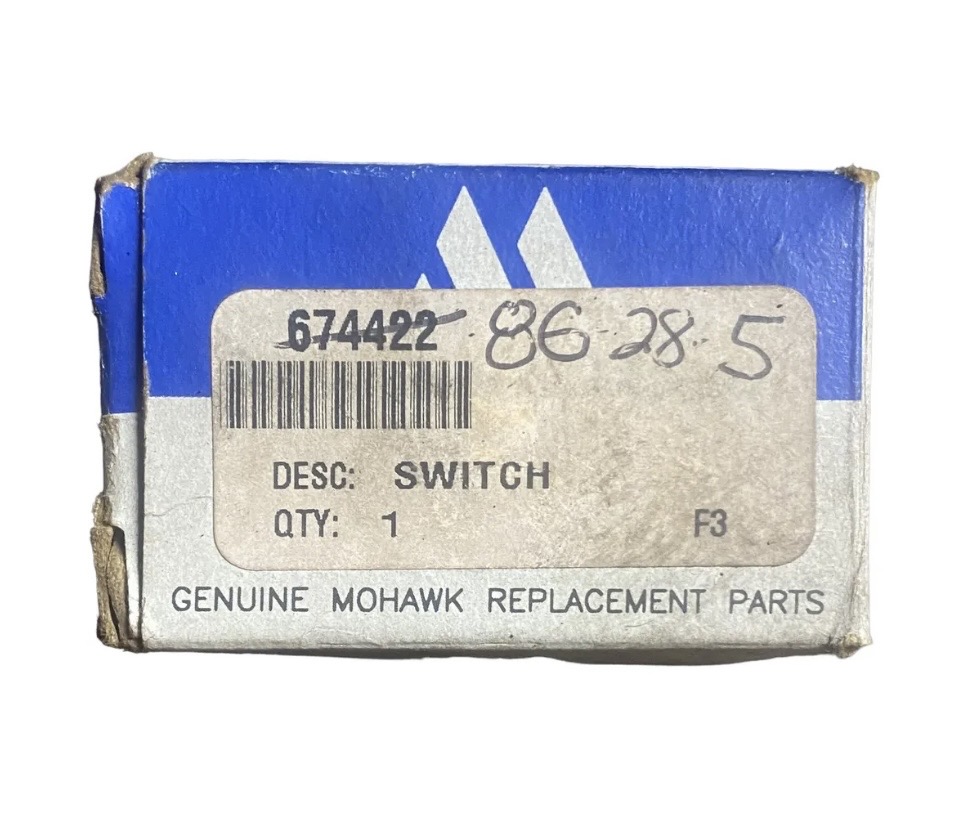 674422 86-28-5
DESC: SWITCH
QTY: 1 F3
GENUINE MOHAWK REPLACEMENT PARTS